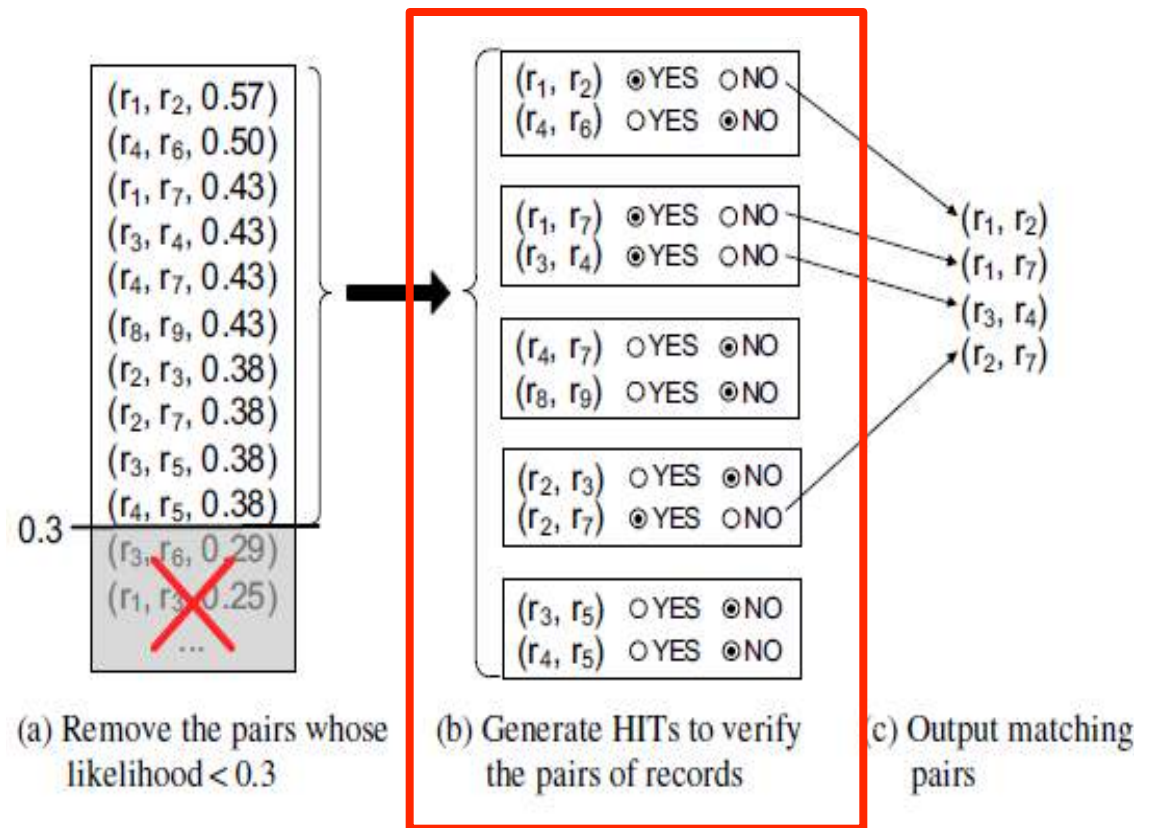 (r₁, r₂, 0.57)
(r₄, r₆, 0.50)
(r₁, r₇, 0.43)
(r₃, r₄, 0.43)
(r₄, r₇, 0.43)
(r₈, r₉, 0.43)
(r₂, r₃, 0.38)
(r₂, r₇, 0.38)
(r₃, r₅, 0.38)
(r₄, r₅, 0.38)
0.3
(r₃, r₆, 0.29)
(r₁, r₃, 0.25)
...
(a) Remove the pairs whose
likelihood < 0.3
(r₁, r₂) YES NO
(r₄, r₆) YES NO
(r₁, r₇) YES NO
(r₃, r₄) YES NO
(r₄, r₇) YES NO
(r₈, r₉) YES NO
(r₂, r₃) YES NO
(r₂, r₇) YES NO
(r₃, r₅) YES NO
(r₄, r₅) YES NO
(b) Generate HITs to verify
the pairs of records
(r₁, r₂)
(r₁, r₇)
(r₃, r₄)
(r₂, r₇)
(c) Output matching
pairs